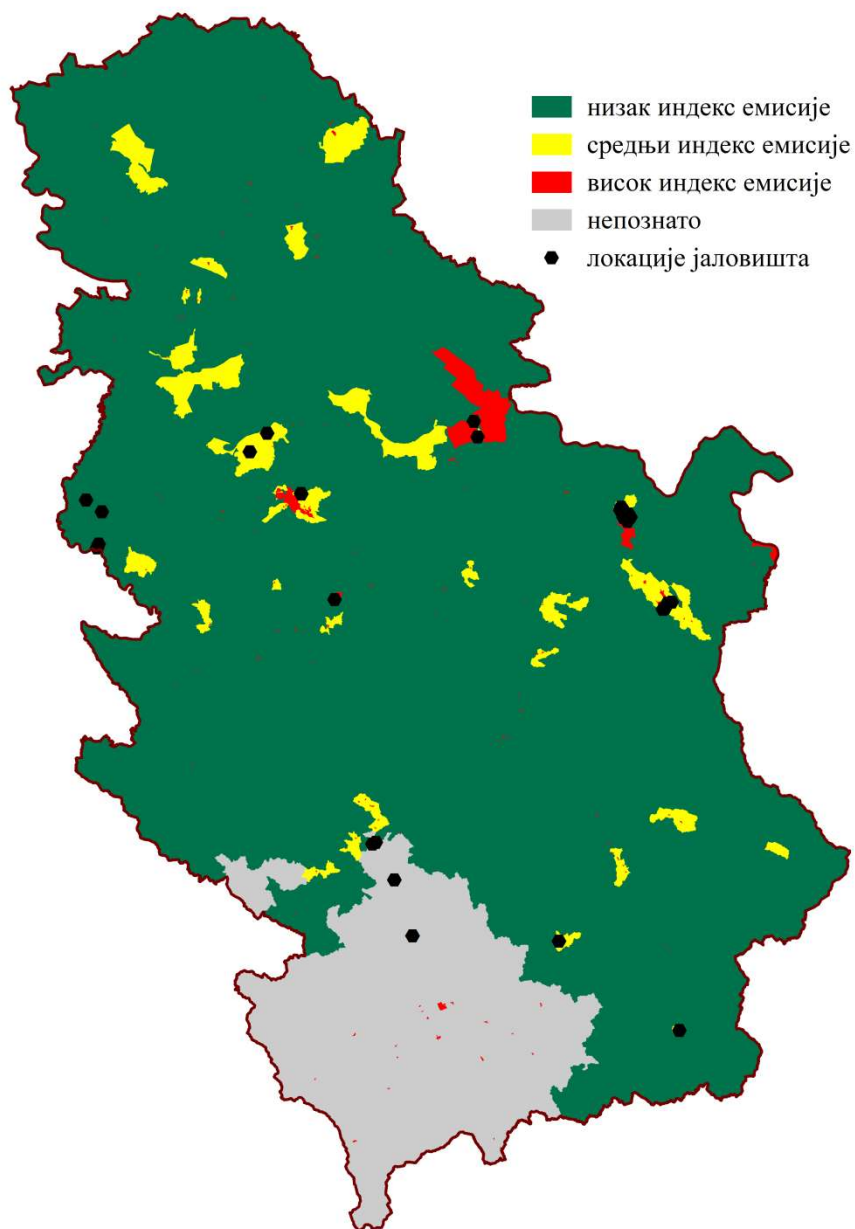 низак индекс емисије
средњи индекс емисије
висок индекс емисије
непознато
локације јаловишта